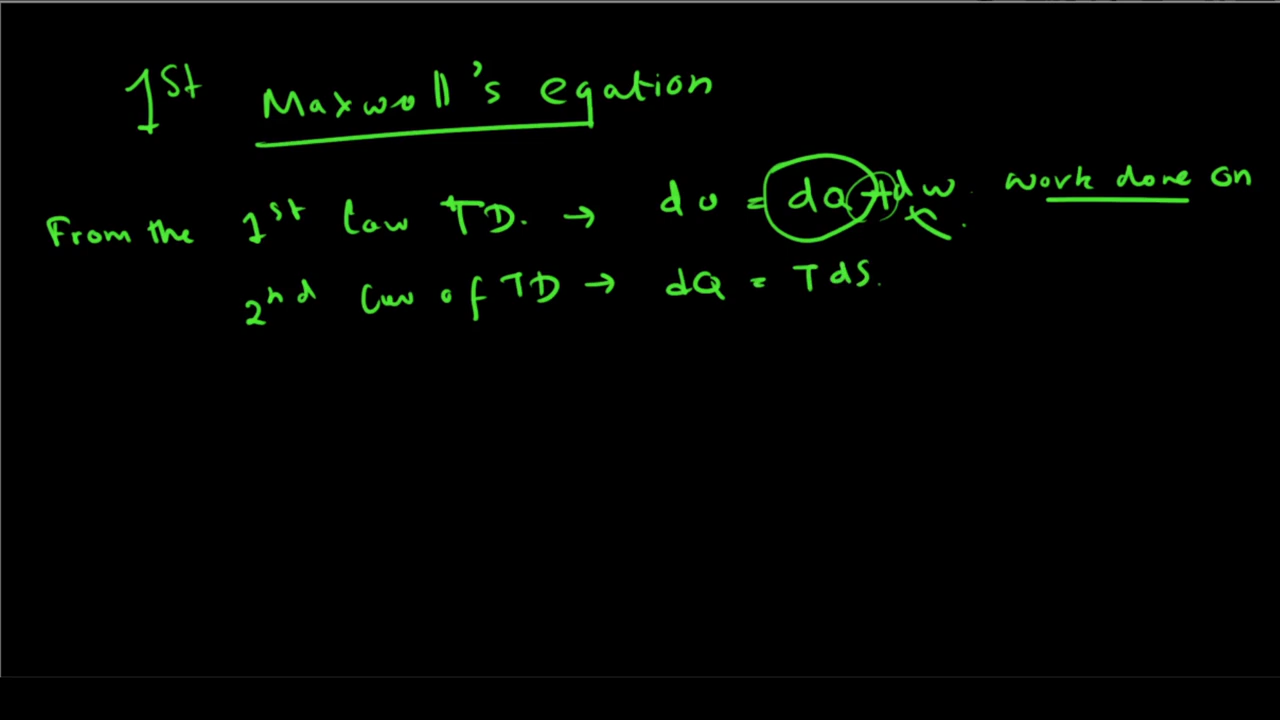 1st Maxwell's eqation
From the 1st Law TD. → dU = dQ + dW. work done on
2nd Law of TD → dQ = TdS.